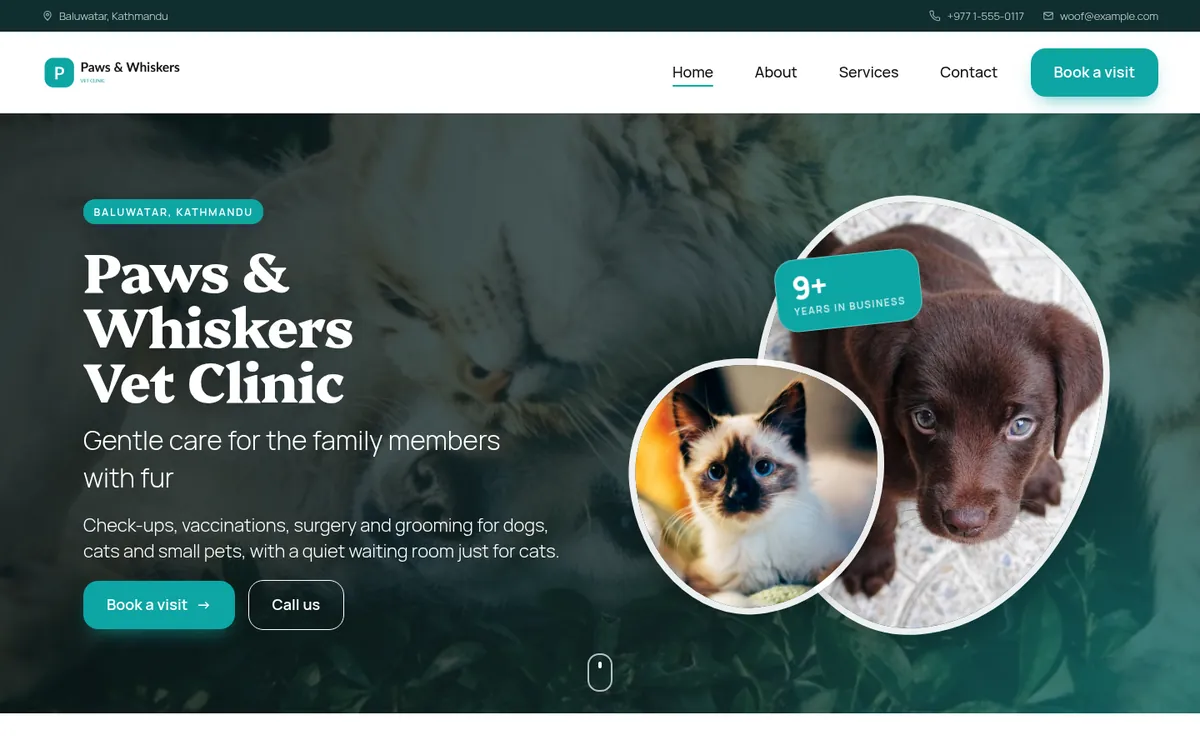 Baluwatar, Kathmandu
+977 1-555-0117
woof@example.com
P
Paws & Whiskers
VET CLINIC
Home
About
Services
Contact
Book a visit
BALUWATAR, KATHMANDU
Paws &
Whiskers
Vet Clinic
Gentle care for the family members
with fur
Check-ups, vaccinations, surgery and grooming for dogs,
cats and small pets, with a quiet waiting room just for cats.
Book a visit →
Call us
9+
YEARS IN BUSINESS